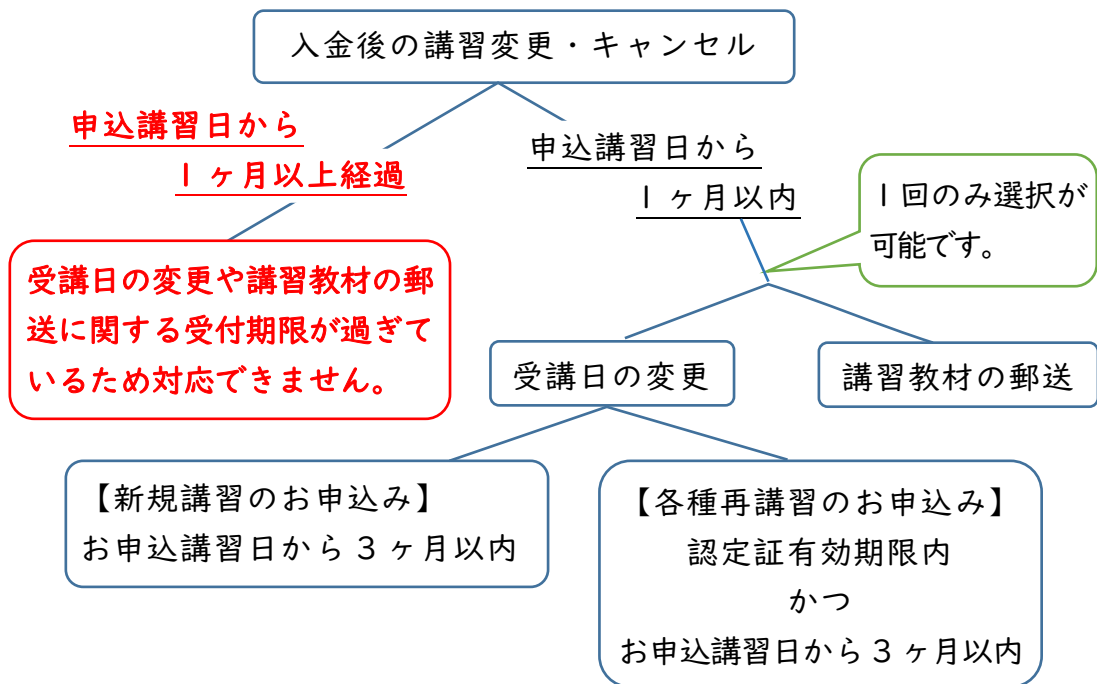 入金後の講習変更・キャンセル
申込講習日から
1ヶ月以上経過
申込講習日から
1ヶ月以内
1回のみ選択が
可能です。
受講日の変更や講習教材の郵
送に関する受付期限が過ぎて
いるため対応できません。
受講日の変更
講習教材の郵送
【新規講習のお申込み】
お申込講習日から3ヶ月以内
【各種再講習のお申込み】
認定証有効期限内
かつ
お申込講習日から3ヶ月以内